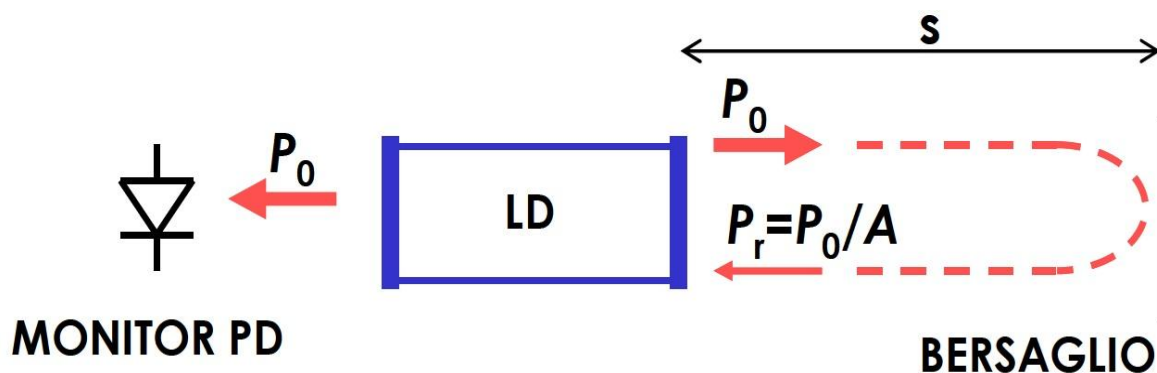 s
P₀
P₀
LD
Pᵣ=P₀/A
MONITOR PD
BERSAGLIO